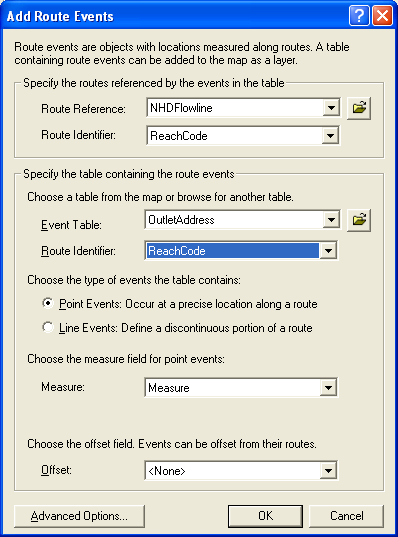 Add Route Events
Route events are objects with locations measured along routes. A table
containing route events can be added to the map as a layer.
Specify the routes referenced by the events in the table
Route Reference: NHDFlowline
Route Identifier: ReachCode
Specify the table containing the route events
Choose a table from the map or browse for another table.
Event Table: OutletAddress
Route Identifier: ReachCode
Choose the type of events the table contains:
Point Events: Occur at a precise location along a route
Line Events: Define a discontinuous portion of a route
Choose the measure field for point events:
Measure: Measure
Choose the offset field. Events can be offset from their routes.
Offset: <None>
Advanced Options... OK Cancel